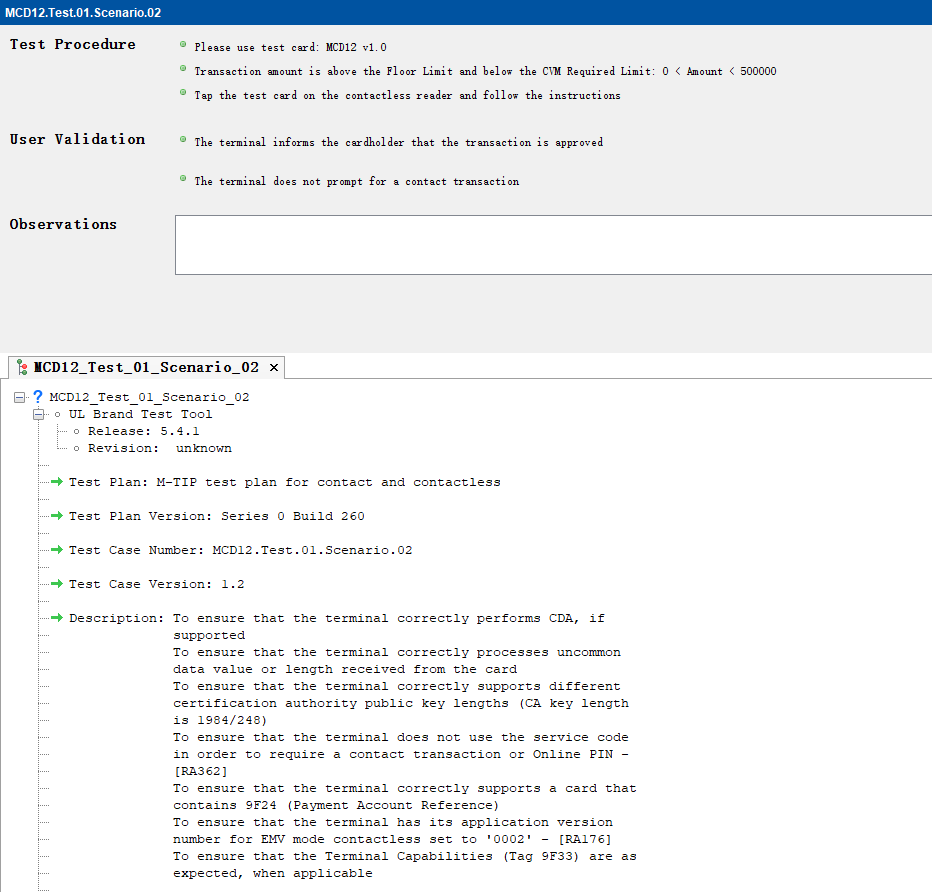 MCD12.Test.01.Scenario.02
Test Procedure
Please use test card: MCD12 v1.0
Transaction amount is above the Floor Limit and below the CVM Required Limit: 0 < Amount < 500000
Tap the test card on the contactless reader and follow the instructions
User Validation
The terminal informs the cardholder that the transaction is approved
The terminal does not prompt for a contact transaction
Observations
MCD12_Test_01_Scenario_02
MCD12_Test_01_Scenario_02
UL Brand Test Tool
Release: 5.4.1
Revision: unknown
Test Plan: M-TIP test plan for contact and contactless
Test Plan Version: Series 0 Build 260
Test Case Number: MCD12.Test.01.Scenario.02
Test Case Version: 1.2
Description: To ensure that the terminal correctly performs CDA, if
supported
To ensure that the terminal correctly processes uncommon
data value or length received from the card
To ensure that the terminal correctly supports different
certification authority public key lengths (CA key length
is 1984/248)
To ensure that the terminal does not use the service code
in order to require a contact transaction or Online PIN -
[RA362]
To ensure that the terminal correctly supports a card that
contains 9F24 (Payment Account Reference)
To ensure that the terminal has its application version
number for EMV mode contactless set to '0002' - [RA176]
To ensure that the Terminal Capabilities (Tag 9F33) are as
expected, when applicable